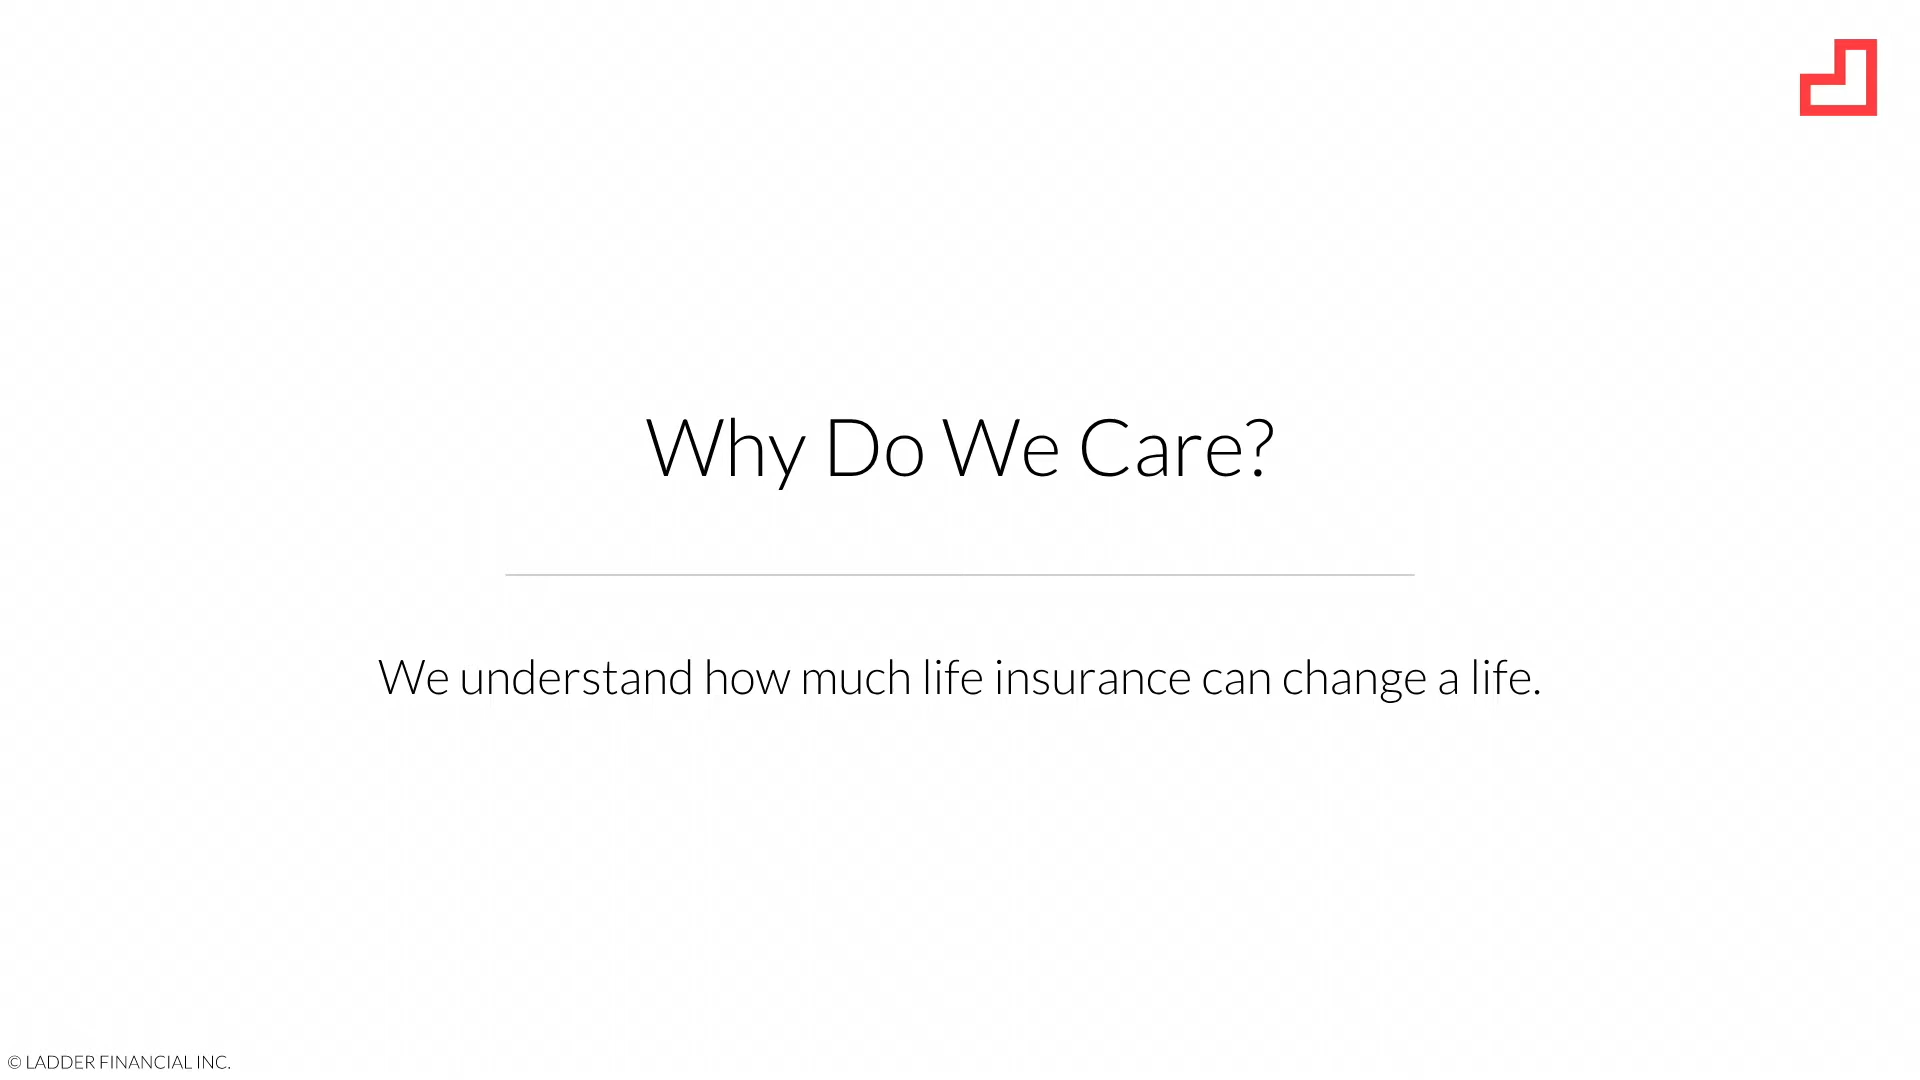 Why Do We Care?
We understand how much life insurance can change a life.
© LADDER FINANCIAL INC.